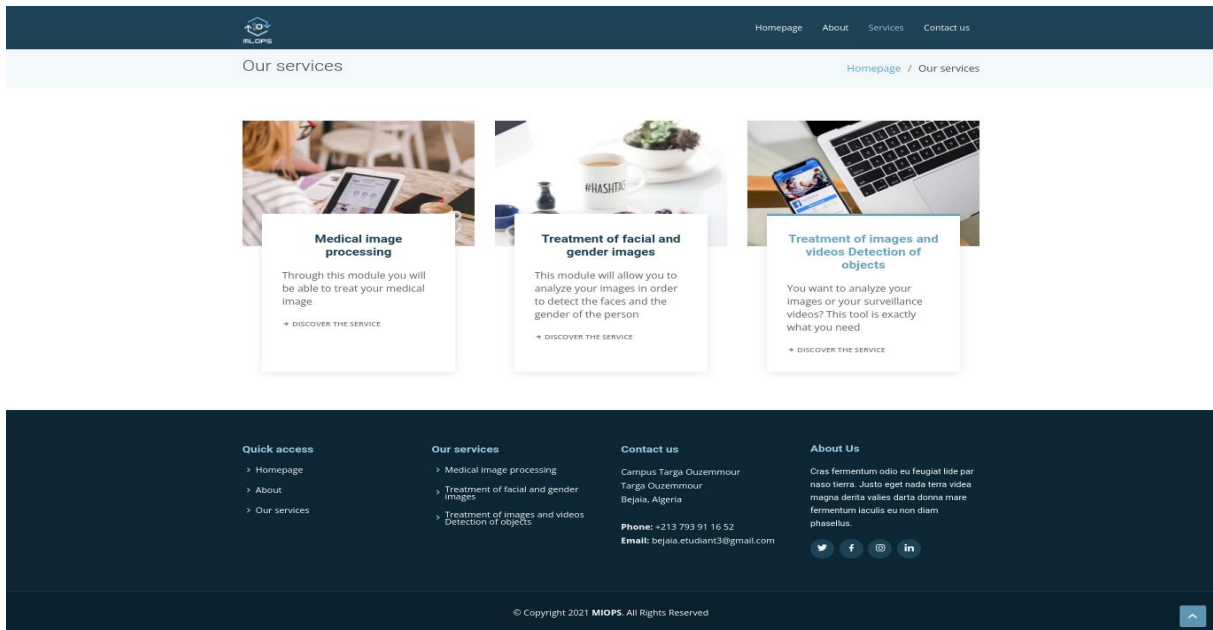 MLOPS
Homepage About Services Contact us
Our services
Homepage / Our services
#HASHTAG
Medical image
processing
Through this module you will
be able to treat your medical
image
→ DISCOVER THE SERVICE
Treatment of facial and
gender images
This module will allow you to
analyze your images in order
to detect the faces and the
gender of the person
→ DISCOVER THE SERVICE
Treatment of images and
videos Detection of
objects
You want to analyze your
images or your surveillance
videos? This tool is exactly
what you need
→ DISCOVER THE SERVICE
Quick access
> Homepage
> About
> Our services
Our services
> Medical image processing
> Treatment of facial and gender
images
> Treatment of images and videos
Detection of objects
Contact us
Campus Targa Ouzemmour
Targa Ouzemmour
Bejaia, Algeria
Phone: +213 793 91 16 52
Email: bejaia.etudiant3@gmail.com
About Us
Cras fermentum odio eu feugiat lide par
naso tierra. Justo eget nada terra videa
magna derita valies darta donna mare
fermentum iaculis eu non diam
phasellus.
© Copyright 2021 MIOPS. All Rights Reserved